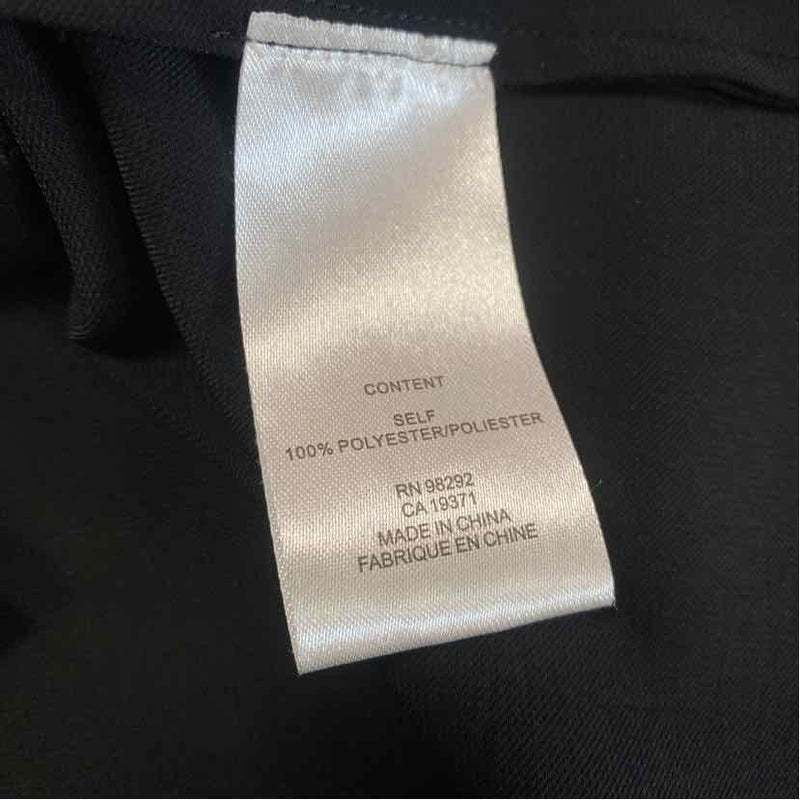 CONTENT
SELF
100% POLYESTER/POLIESTER
RN 98292
CA 19371
MADE IN CHINA
FABRIQUE EN CHINE